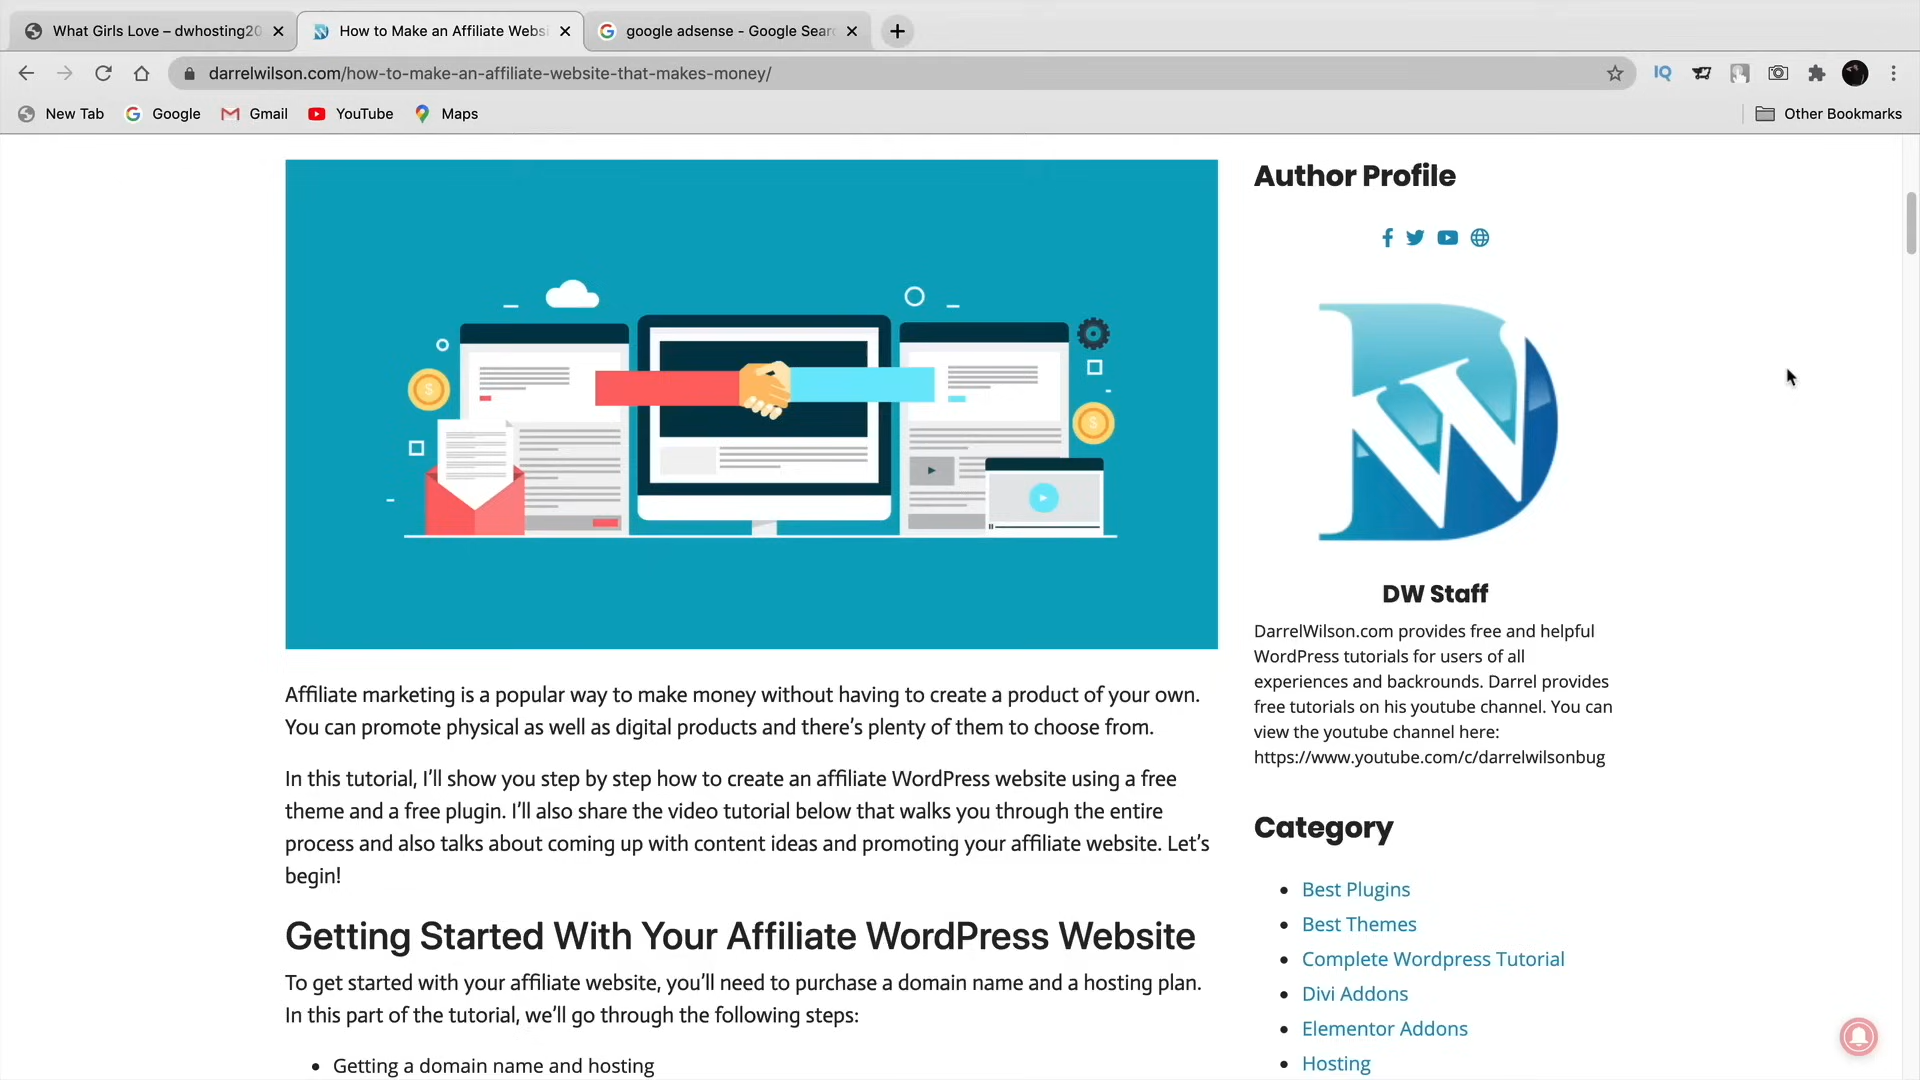 What Girls Love – dwhosting20
How to Make an Affiliate Websi
google adsense - Google Sear
darrelwilson.com/how-to-make-an-affiliate-website-that-makes-money/
IQ
New Tab
Google
Gmail
YouTube
Maps
Other Bookmarks
Affiliate marketing is a popular way to make money without having to create a product of your own.
You can promote physical as well as digital products and there’s plenty of them to choose from.
In this tutorial, I’ll show you step by step how to create an affiliate WordPress website using a free
theme and a free plugin. I’ll also share the video tutorial below that walks you through the entire
process and also talks about coming up with content ideas and promoting your affiliate website. Let’s
begin!
Getting Started With Your Affiliate WordPress Website
To get started with your affiliate website, you’ll need to purchase a domain name and a hosting plan.
In this part of the tutorial, we’ll go through the following steps:
• Getting a domain name and hosting
Author Profile
DW Staff
DarrelWilson.com provides free and helpful
WordPress tutorials for users of all
experiences and backrounds. Darrel provides
free tutorials on his youtube channel. You can
view the youtube channel here:
https://www.youtube.com/c/darrelwilsonbug
Category
• Best Plugins
• Best Themes
• Complete Wordpress Tutorial
• Divi Addons
• Elementor Addons
• Hosting